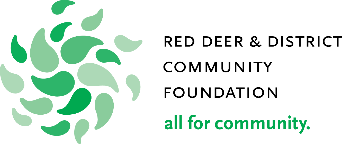 RED DEER & DISTRICT
COMMUNITY
FOUNDATION
all for community.